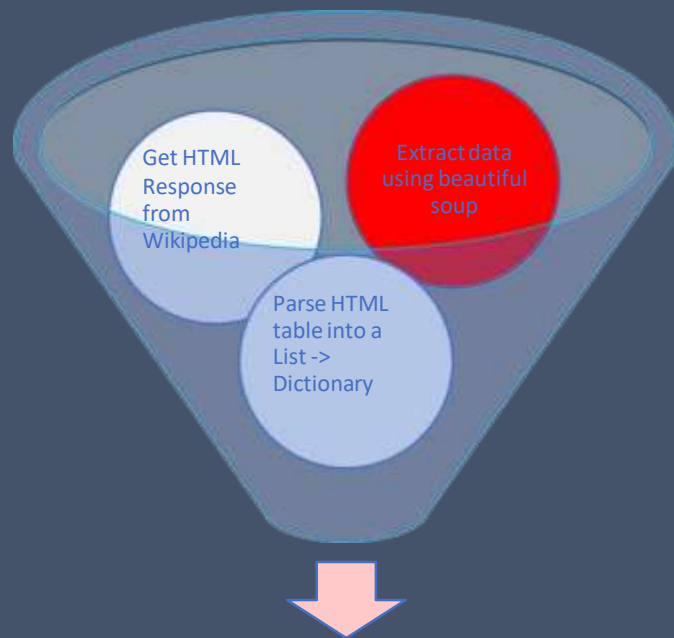 Get HTML
Response
from
Wikipedia
Extract data
using beautiful
soup
Parse HTML
table into a
List ->
Dictionary